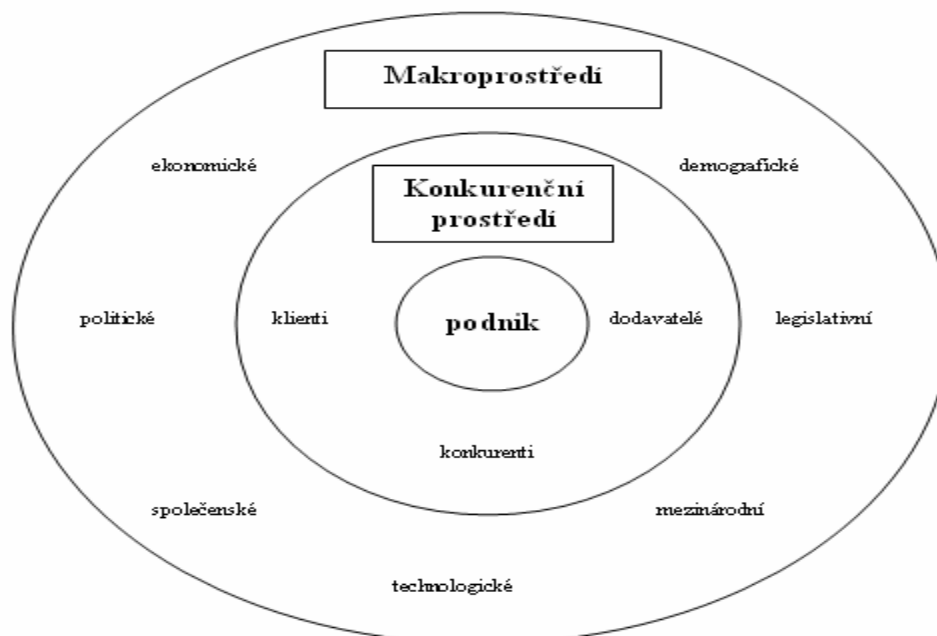 Makroprostředí
ekonomické
demografické
Konkurenční
prostředí
politické
klienti
podnik
dodavatelé
legislativní
konkurenti
společenské
mezinárodní
technologické